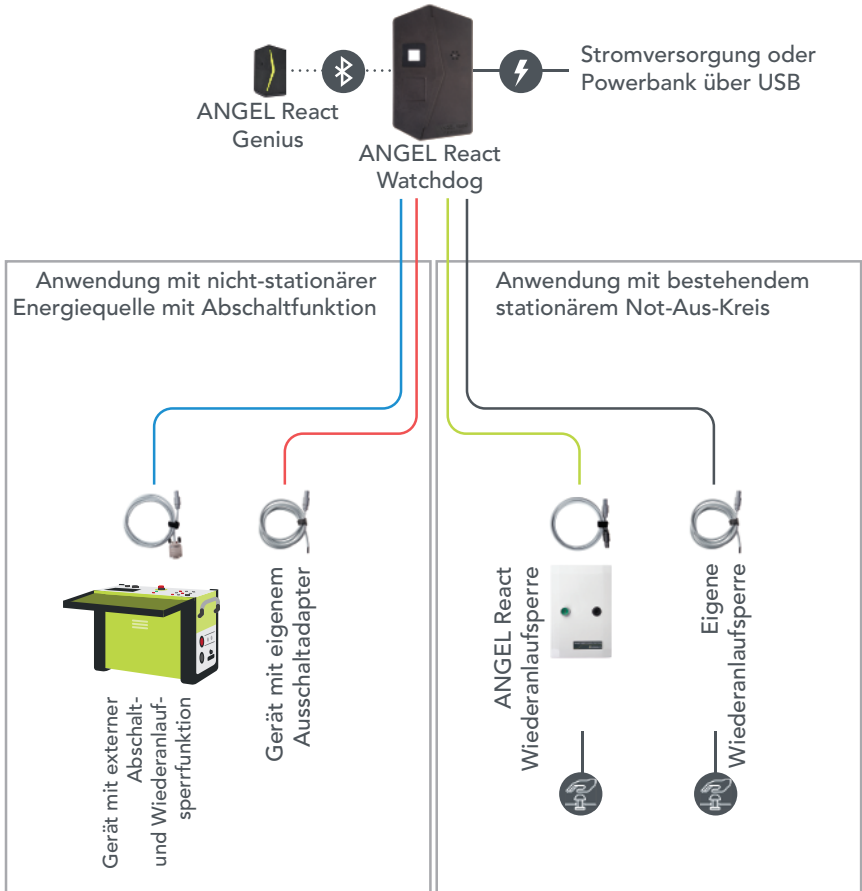 Stromversorgung oder
Powerbank über USB
ANGEL React
Genius
ANGEL React
Watchdog
Anwendung mit nicht-stationärer
Energiequelle mit Abschaltfunktion
Anwendung mit bestehendem
stationärem Not-Aus-Kreis
Gerät mit externer
Abschalt-
und Wiederanlauf-
sperrfunktion
Gerät mit eigenem
Ausschaltadapter
ANGEL React
Wiederanlaufsperre
Eigene
Wiederanlaufsperre